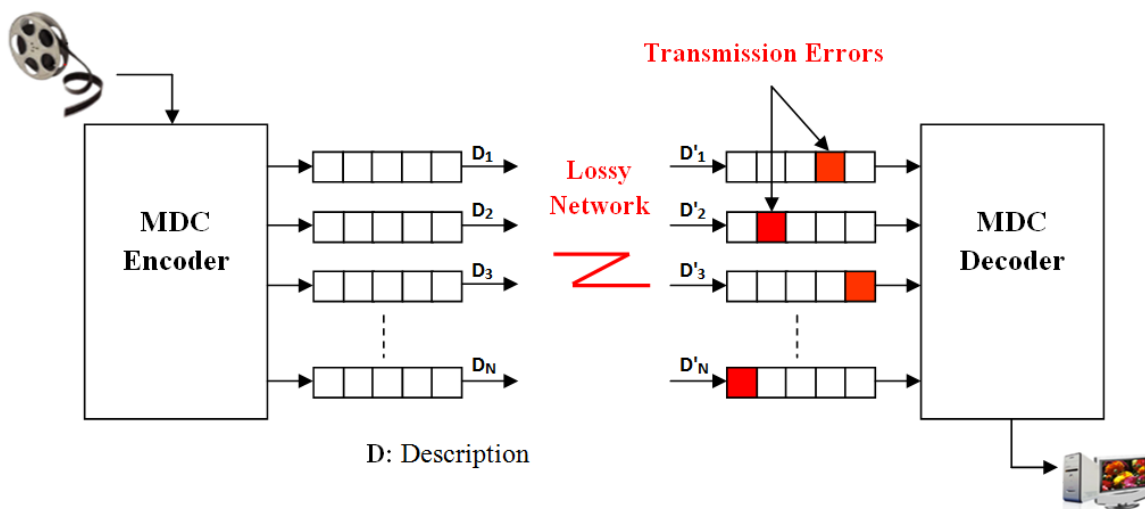 Transmission Errors
MDC
Encoder
D1
D2
D3
DN
Lossy
Network
D'1
D'2
D'3
D'N
MDC
Decoder
D: Description